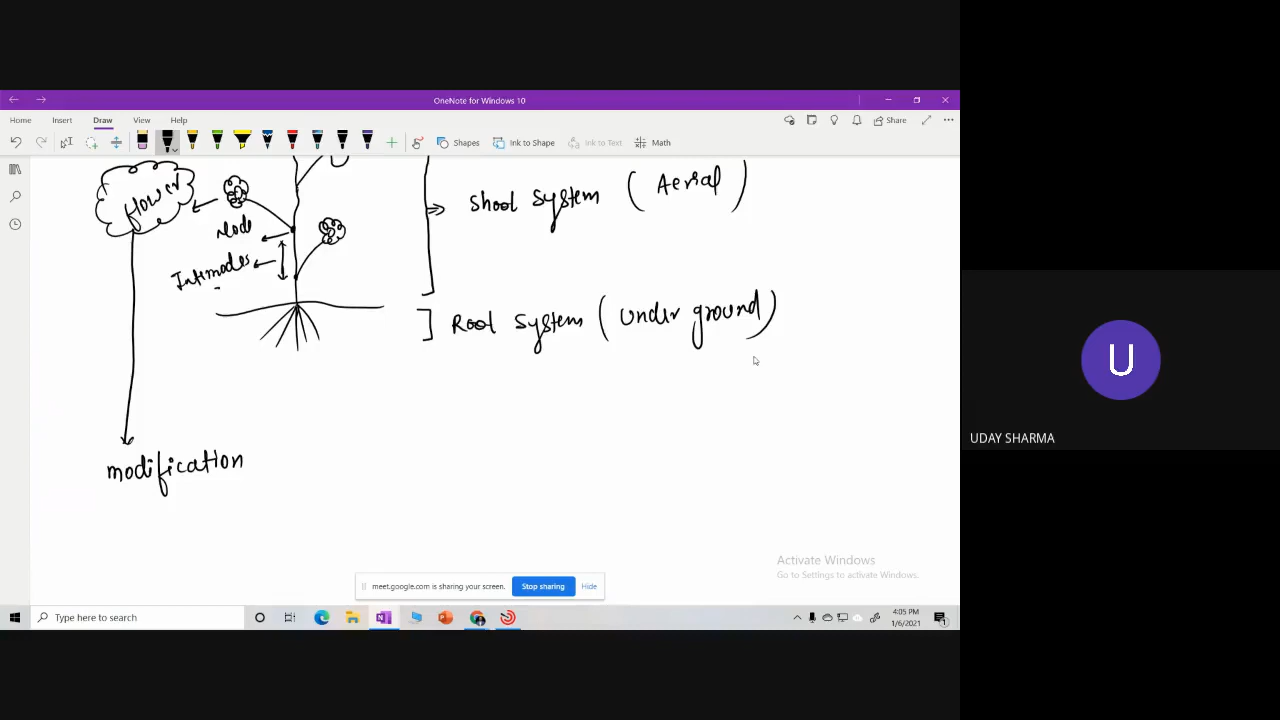 OneNote for Windows 10
Home Insert Draw View Help
Share
Shapes Ink to Shape Ink to Text Math
flower
Node
Internodes
Shoot System (Aerial)
Root System (Under ground)
modification
UDAY SHARMA
U
Activate Windows
Go to Settings to activate Windows.
meet.google.com is sharing your screen. Stop sharing Hide
Type here to search
4:05 PM
1/6/2021